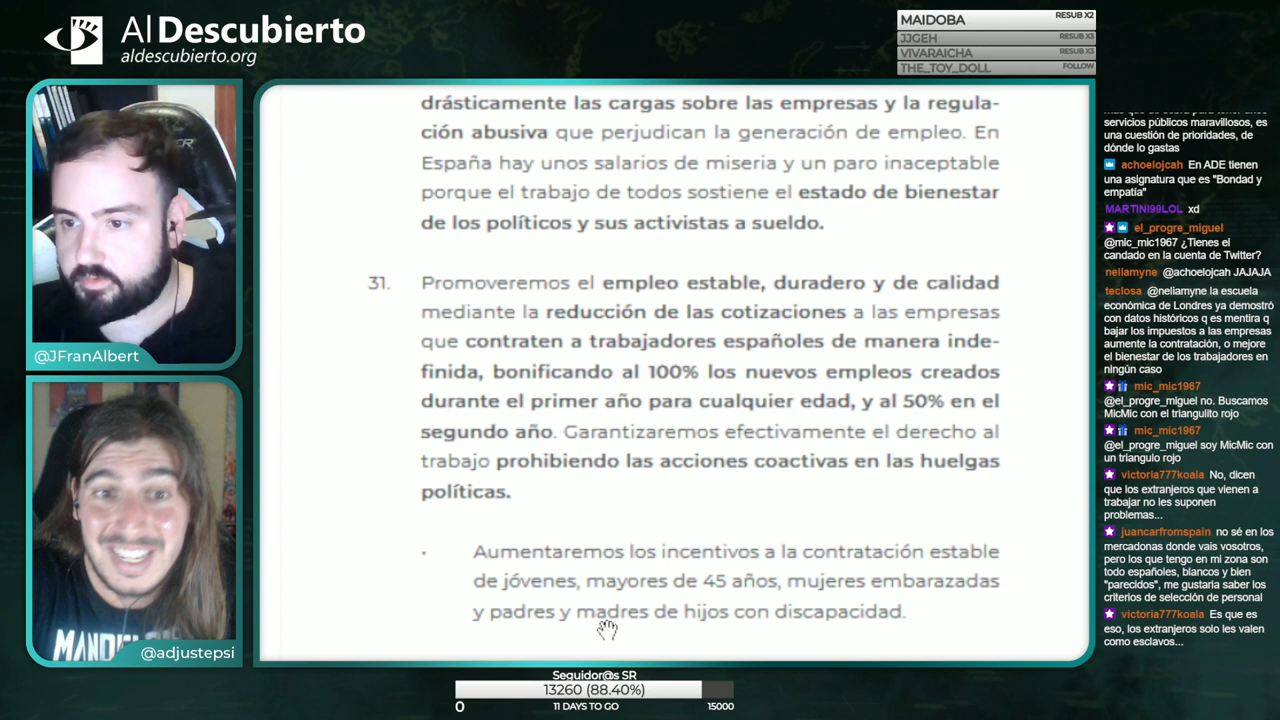 Al Descubierto
aldescubierto.org
MAIDOBA RESUB X2
JJGEH RESUB X3
VIVARAICHA RESUB X3
THE_TOY_DOLL FOLLOW
drásticamente las cargas sobre las empresas y la regula-
ción abusiva que perjudican la generación de empleo. En
España hay unos salarios de miseria y un paro inaceptable
porque el trabajo de todos sostiene el estado de bienestar
de los políticos y sus activistas a sueldo.
31. Promoveremos el empleo estable, duradero y de calidad
mediante la reducción de las cotizaciones a las empresas
que contraten a trabajadores españoles de manera inde-
finida, bonificando al 100% los nuevos empleos creados
durante el primer año para cualquier edad, y al 50% en el
segundo año. Garantizaremos efectivamente el derecho al
trabajo prohibiendo las acciones coactivas en las huelgas
políticas.
· Aumentaremos los incentivos a la contratación estable
de jóvenes, mayores de 45 años, mujeres embarazadas
y padres y madres de hijos con discapacidad.
@JFranAlbert
@adjustepsi
servicios públicos maravillosos, es
una cuestión de prioridades, de
dónde lo gastas
achoelojcah En ADE tienen
una asignatura que es "Bondad y
empatía"
MARTINI99LOL xd
el_progre_miguel
@mic_mic1967 ¿Tienes el
candado en la cuenta de Twitter?
neliamyne @achoelojcah JAJAJA
teclosa @neliamyne la escuela
económica de Londres ya demostró
con datos históricos q es mentira q
bajar los impuestos a las empresas
aumente la contratación, o mejore
el bienestar de los trabajadores en
ningún caso
mic_mic1967
@el_progre_miguel no. Buscamos
MicMic con el triangulito rojo
mic_mic1967
@el_progre_miguel soy MicMic con
un triangulo rojo
victoria777koala No, dicen
que los extranjeros que vienen a
trabajar no les suponen
problemas...
juancarfromspain no sé en los
mercadonas donde vais vosotros,
pero los que tengo en mi zona son
todo españoles, blancos y bien
"parecidos", me gustaria saber los
criterios de selección de personal
victoria777koala Es que es
eso, los extranjeros solo les valen
como esclavos...
Seguidor@s SR
13260 (88.40%)
0 11 DAYS TO GO 15000